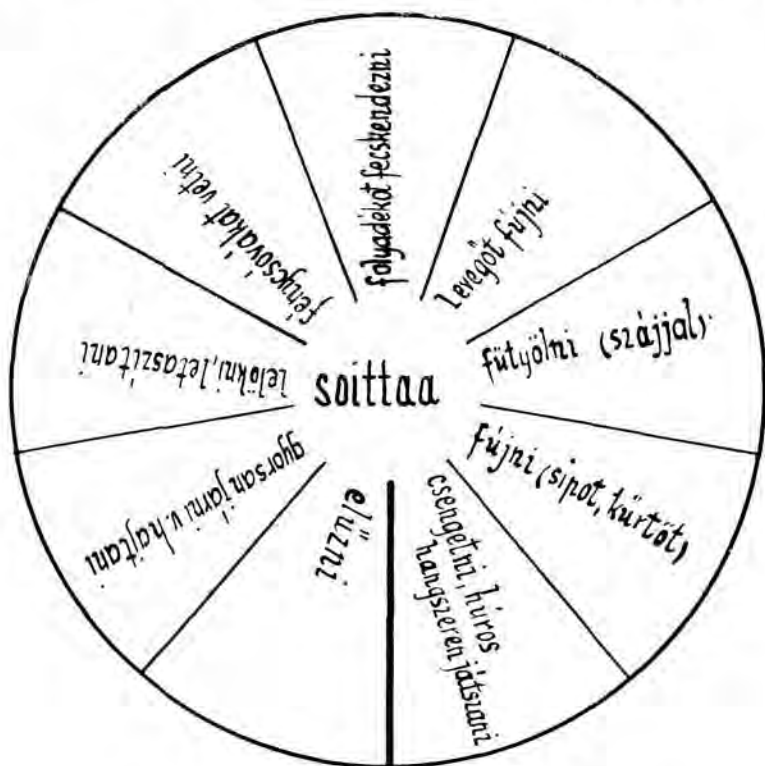 soittaa
folyadékot fecskendezni
levegőt fújni
fütyölni (szájjal)
fújni (sipot, kürtöt)
csengetni, húros
hangszeren játszani
elűzni
gyorsan járni v. hajtani
lelökni, letaszítani
fénycsóvákat vetni